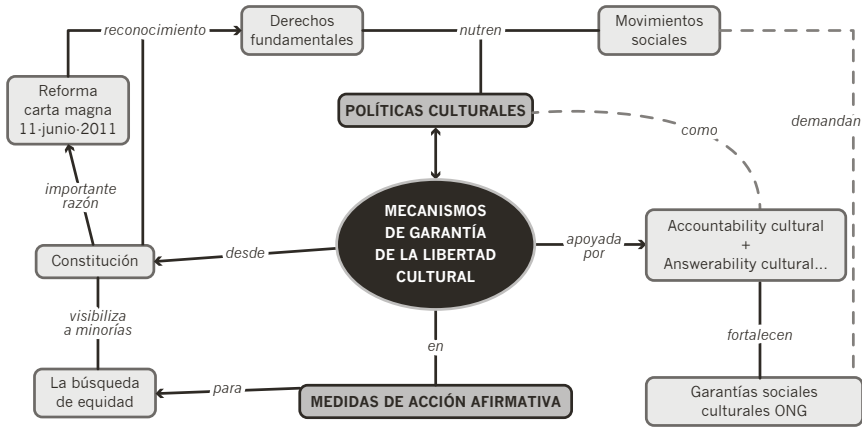 reconocimiento
Derechos
fundamentales
nutren
Movimientos
sociales
Reforma
carta magna
11·junio·2011
POLÍTICAS CULTURALES
como
demandan
importante
razón
MECANISMOS
DE GARANTÍA
DE LA LIBERTAD
CULTURAL
Constitución
desde
apoyada
por
Accountability cultural
+
Answerability cultural...
visibiliza
a minorías
en
fortalecen
La búsqueda
de equidad
para
MEDIDAS DE ACCIÓN AFIRMATIVA
Garantías sociales
culturales ONG